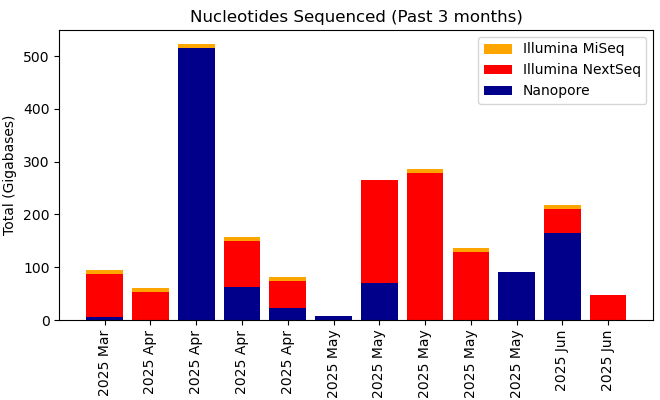 Nucleotides Sequenced (Past 3 months)
Illumina MiSeq
Illumina NextSeq
Nanopore
Total (Gigabases)
500
400
300
200
100
0
2025 Mar
2025 Apr
2025 Apr
2025 Apr
2025 Apr
2025 May
2025 May
2025 May
2025 May
2025 May
2025 Jun
2025 Jun